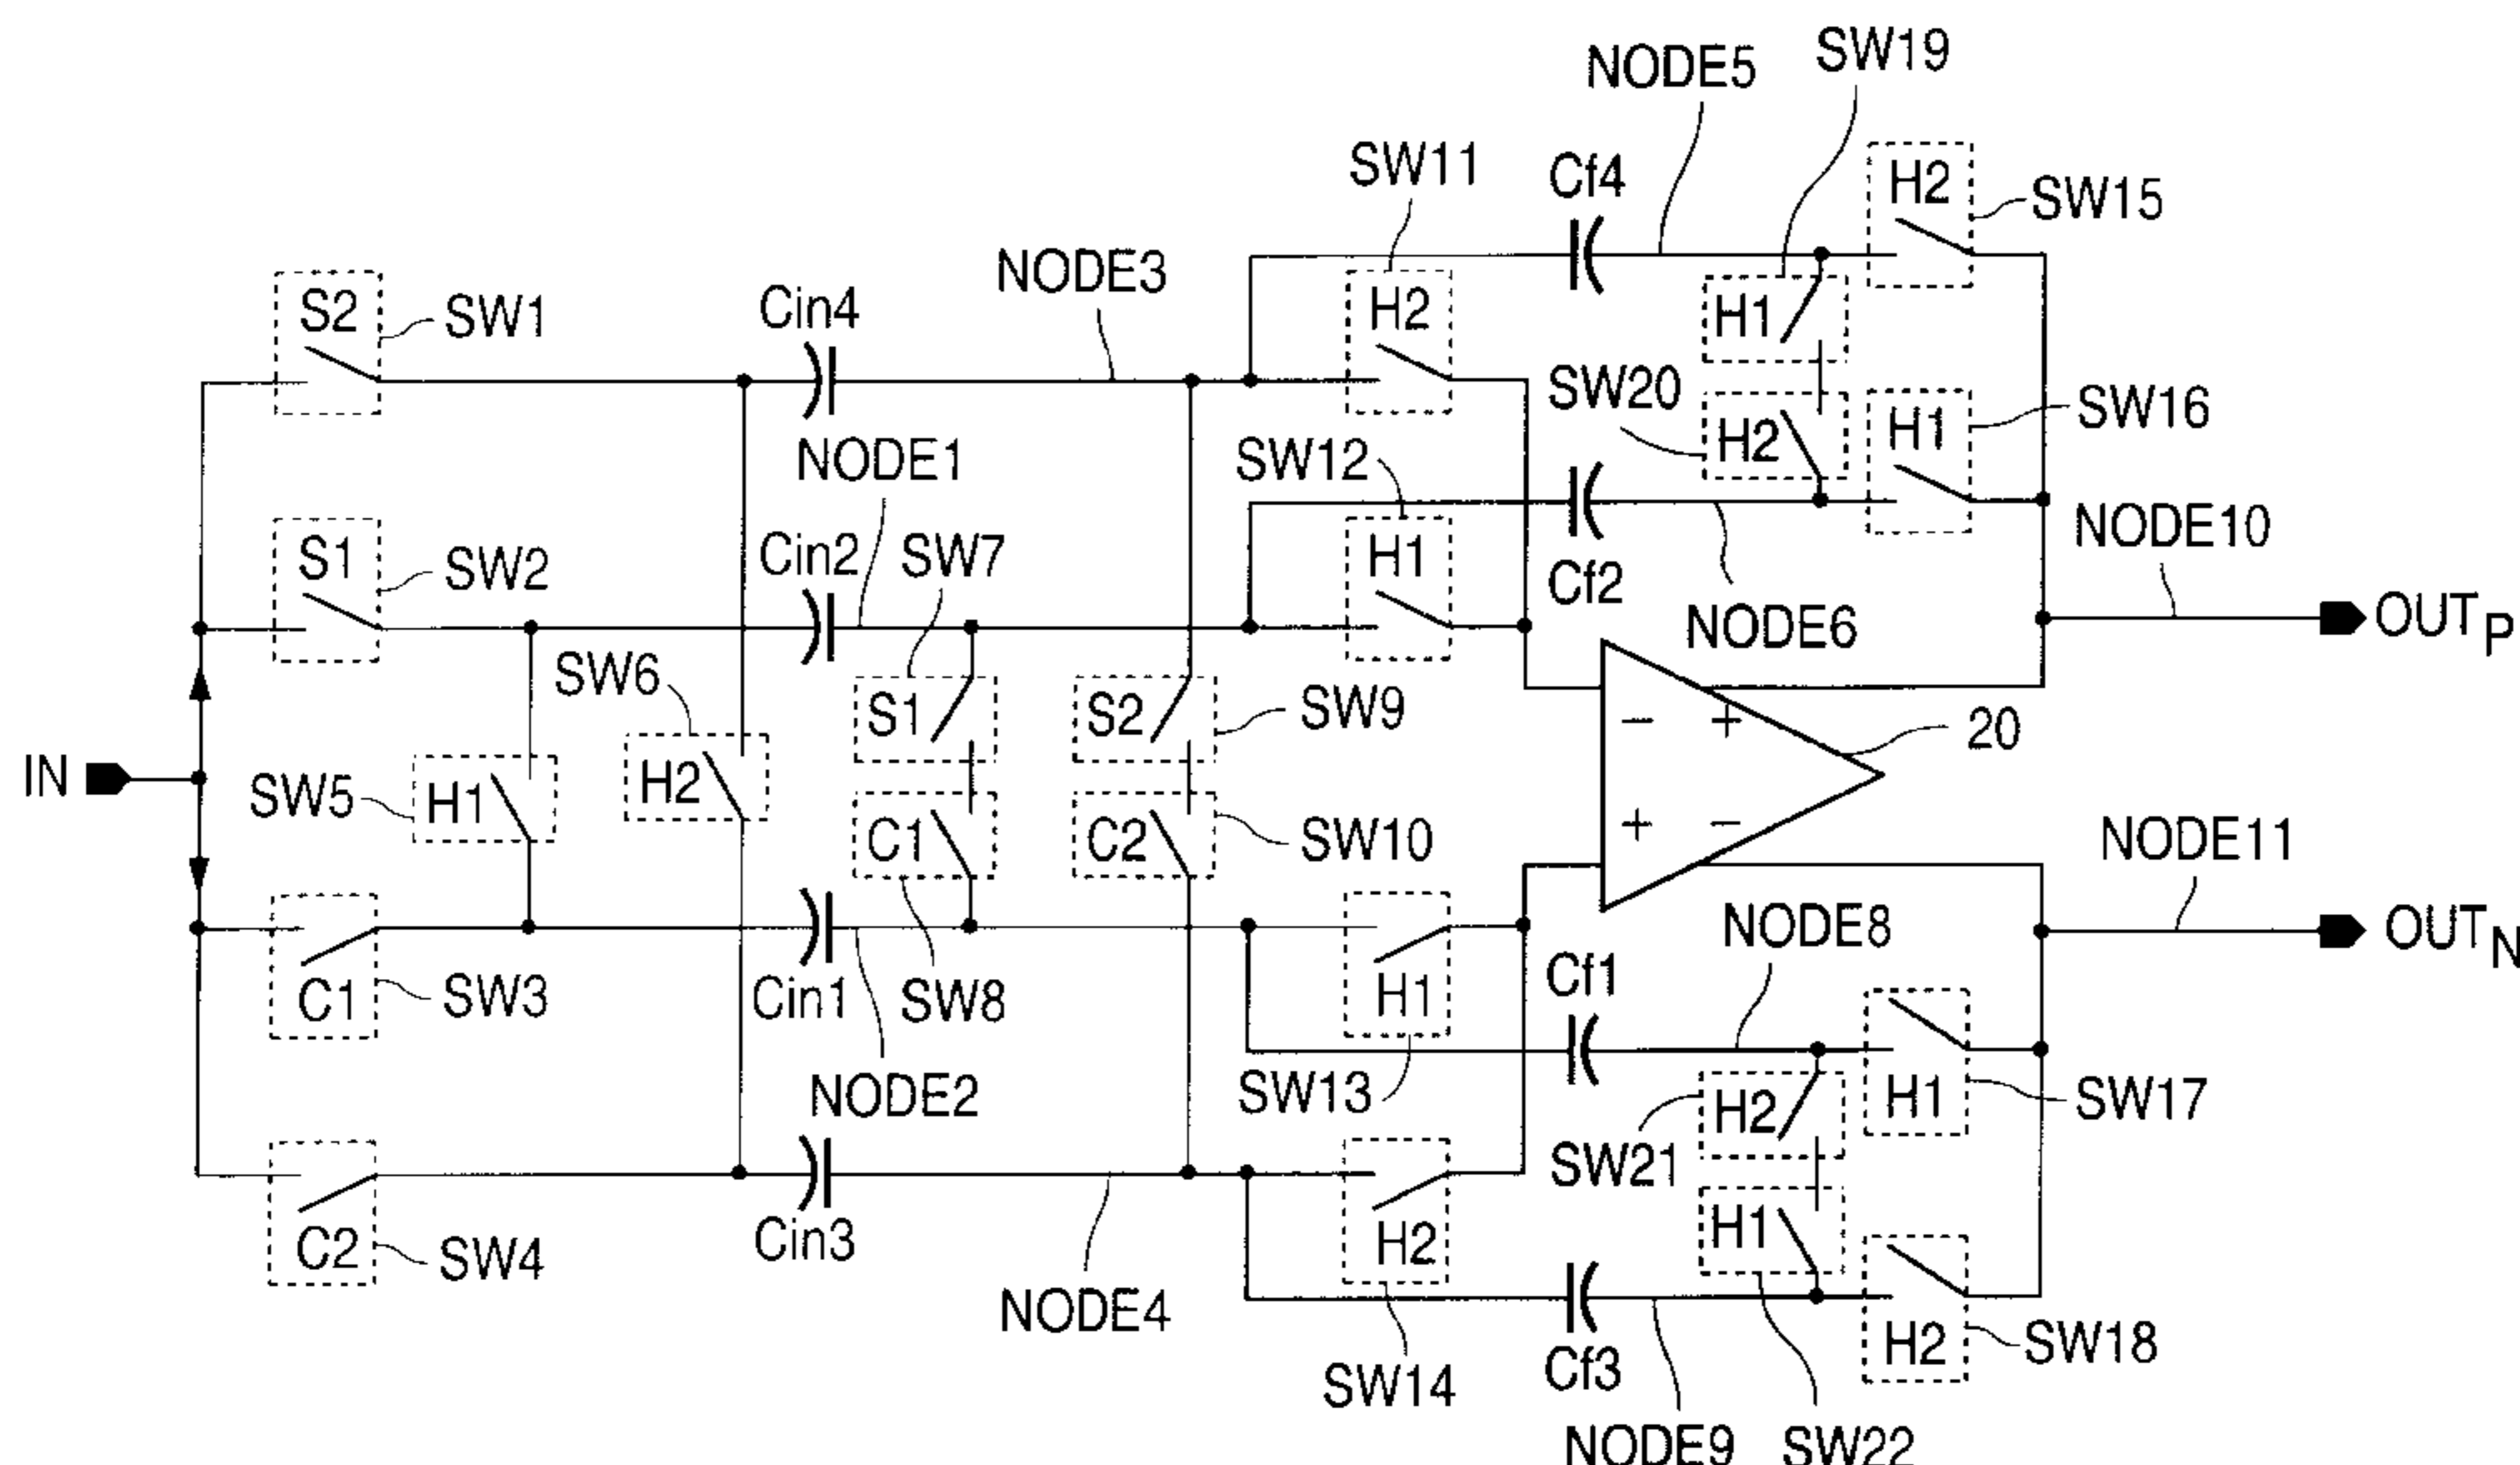 SW19
NODE5
SW11
Cf4
H2
SW15
NODE3
S2
SW1
Cin4
H2
H1
SW20
SW16
H2
H1
NODE1
SW12
S1
SW2
Cin2
SW7
H1
Cf2
NODE6
NODE10
OUTP
SW6
S1
S2
SW9
− +
20
IN
SW5
H1
H2
C1
C2
SW10
+ −
NODE11
NODE8
OUTN
C1
SW3
Cin1
SW8
H1
Cf1
NODE2
SW13
H2
H1
SW17
SW21
C2
SW4
Cin3
H2
H1
NODE4
SW14
Cf3
H2
SW18
NODE9
SW22